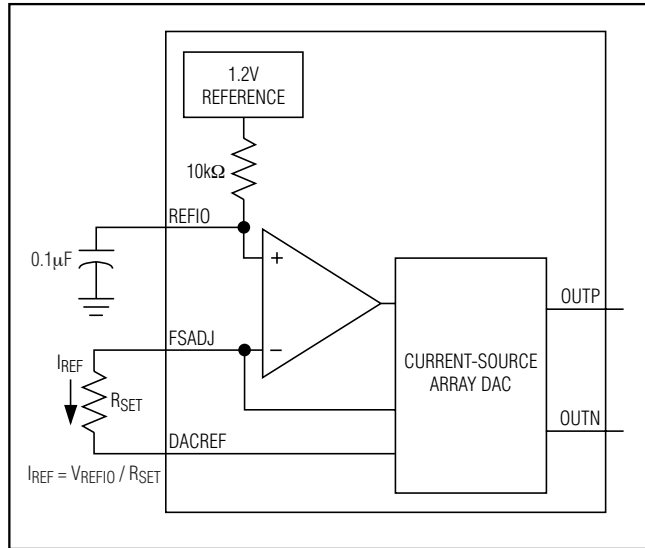 1.2V
REFERENCE
10kΩ
REFIO
0.1µF
+
OUTP
FSADJ
−
CURRENT-SOURCE
ARRAY DAC
IREF
RSET
OUTN
DACREF
IREF = VREFIO / RSET